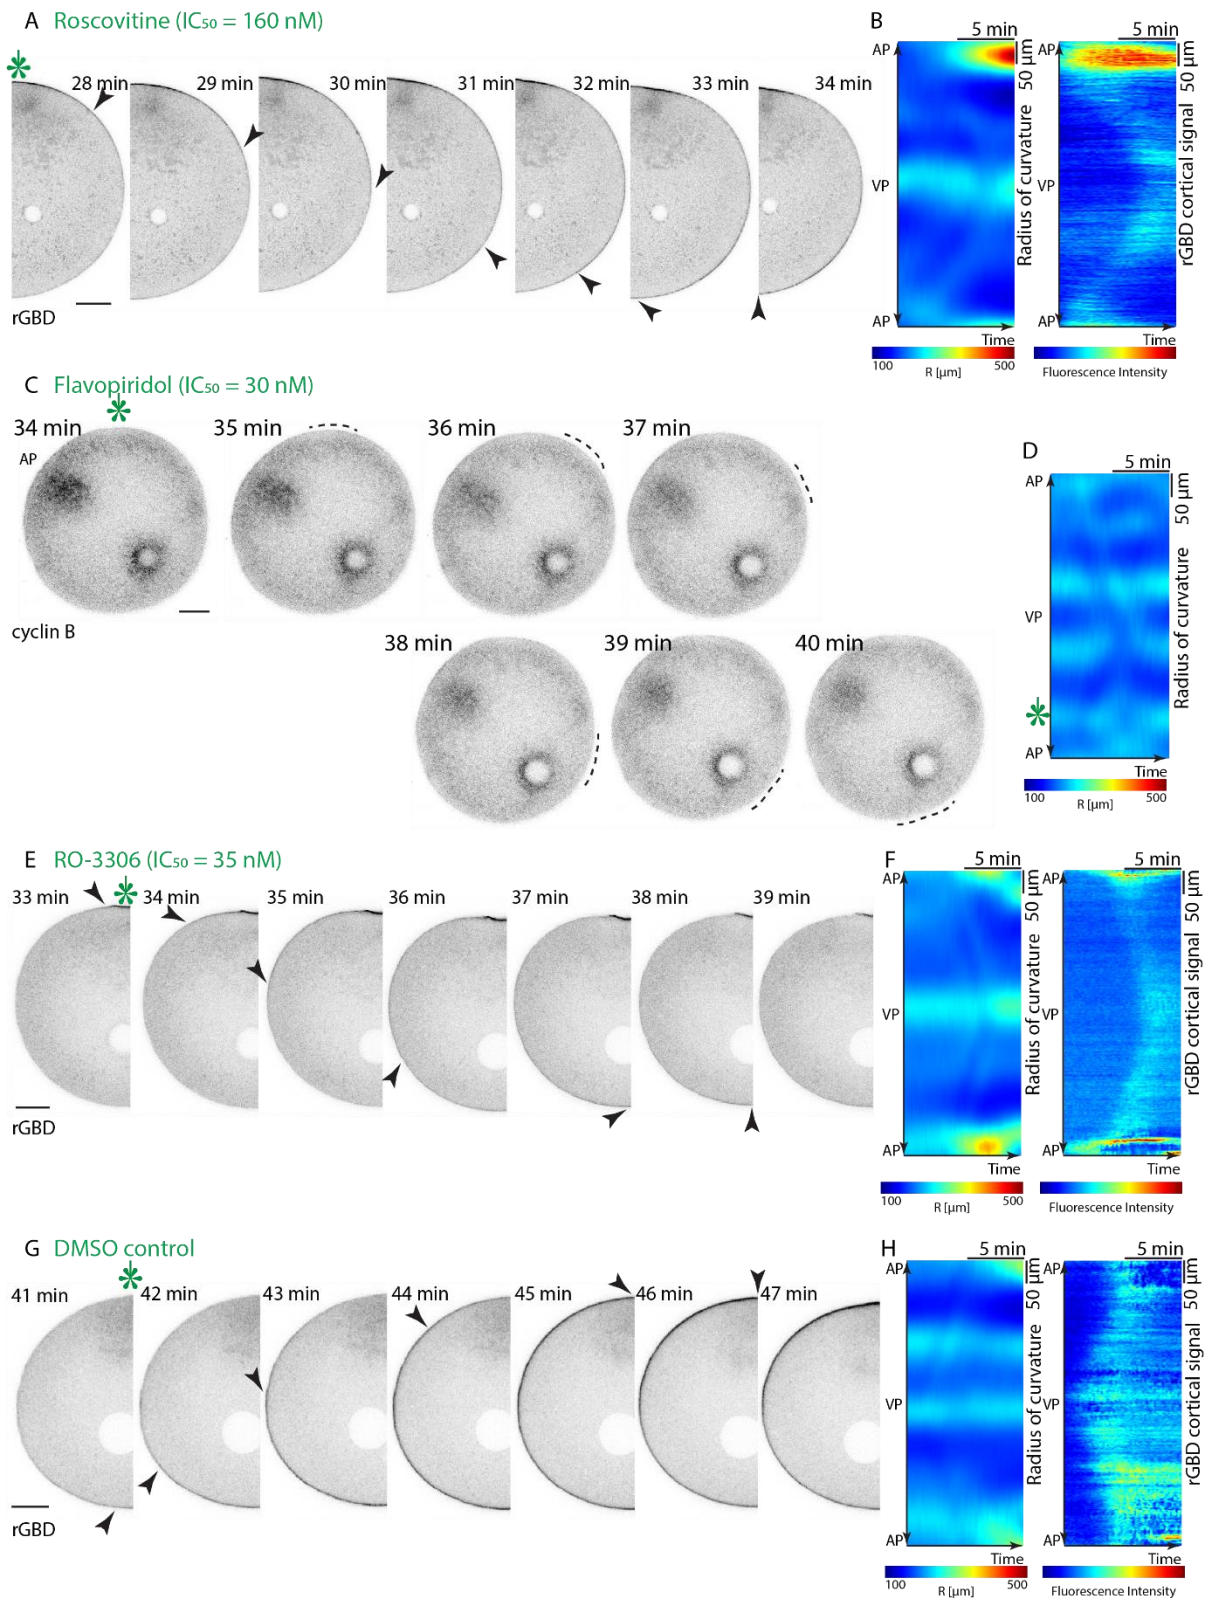 A Roscovitine (IC₅₀ = 160 nM)
28 min
29 min
30 min
31 min
32 min
33 min
34 min
rGBD
B
5 min
5 min
AP
VP
AP
50 µm
Radius of curvature
Time
100
500
R [µm]
AP
VP
AP
50 µm
rGBD cortical signal
Time
Fluorescence Intensity
C Flavopiridol (IC₅₀ = 30 nM)
34 min
35 min
36 min
37 min
AP
cyclin B
38 min
39 min
40 min
D
5 min
AP
VP
AP
50 µm
Radius of curvature
Time
100
500
R [µm]
E RO-3306 (IC₅₀ = 35 nM)
33 min
34 min
35 min
36 min
37 min
38 min
39 min
rGBD
F
5 min
5 min
AP
VP
AP
50 µm
Radius of curvature
Time
100
500
R [µm]
AP
VP
AP
50 µm
rGBD cortical signal
Time
Fluorescence Intensity
G DMSO control
41 min
42 min
43 min
44 min
45 min
46 min
47 min
rGBD
H
5 min
5 min
AP
VP
AP
50 µm
Radius of curvature
Time
100
500
R [µm]
AP
VP
AP
50 µm
rGBD cortical signal
Time
Fluorescence Intensity